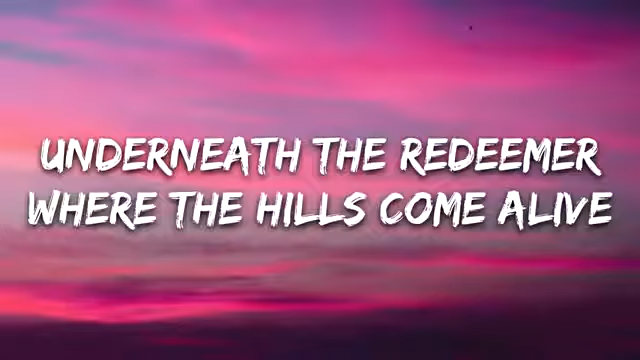 UNDERNEATH THE REDEEMER
WHERE THE HILLS COME ALIVE